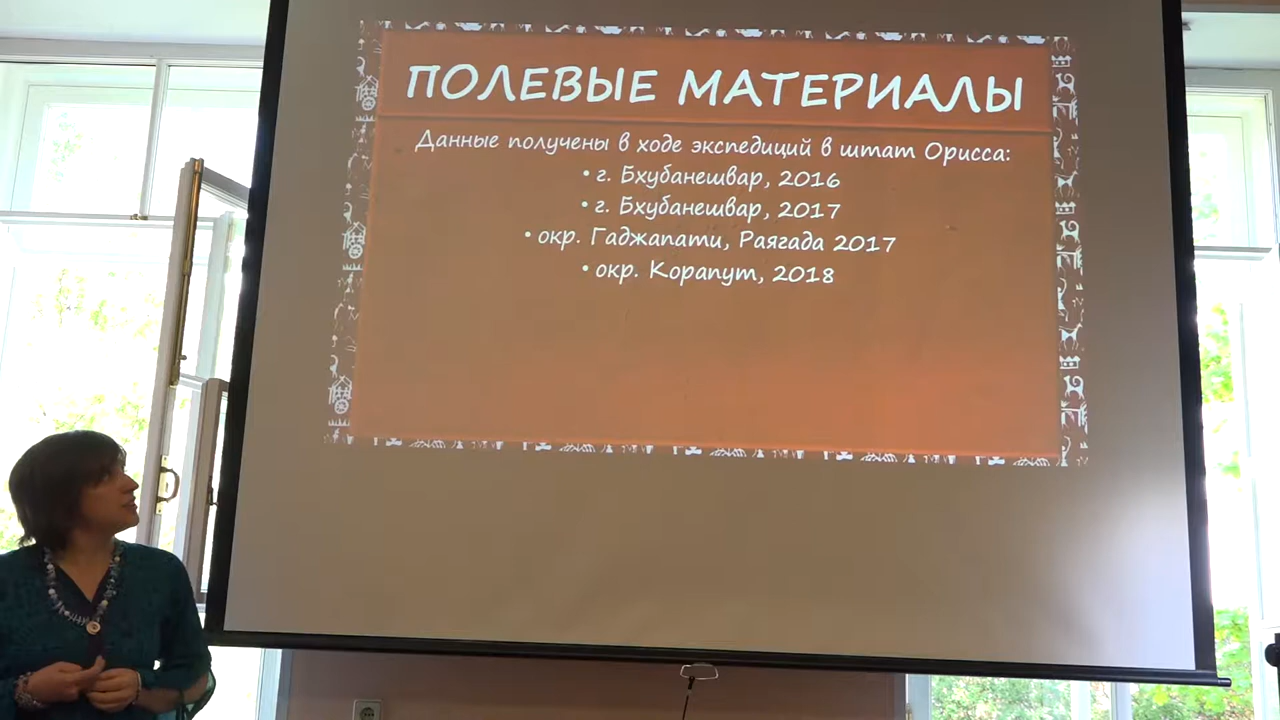 ПОЛЕВЫЕ МАТЕРИАЛЫ
Данные получены в ходе экспедиций в штат Орисса:
• г. Бхубанешвар, 2016
• г. Бхубанешвар, 2017
• окр. Гаджапати, Раягада 2017
• окр. Корапут, 2018